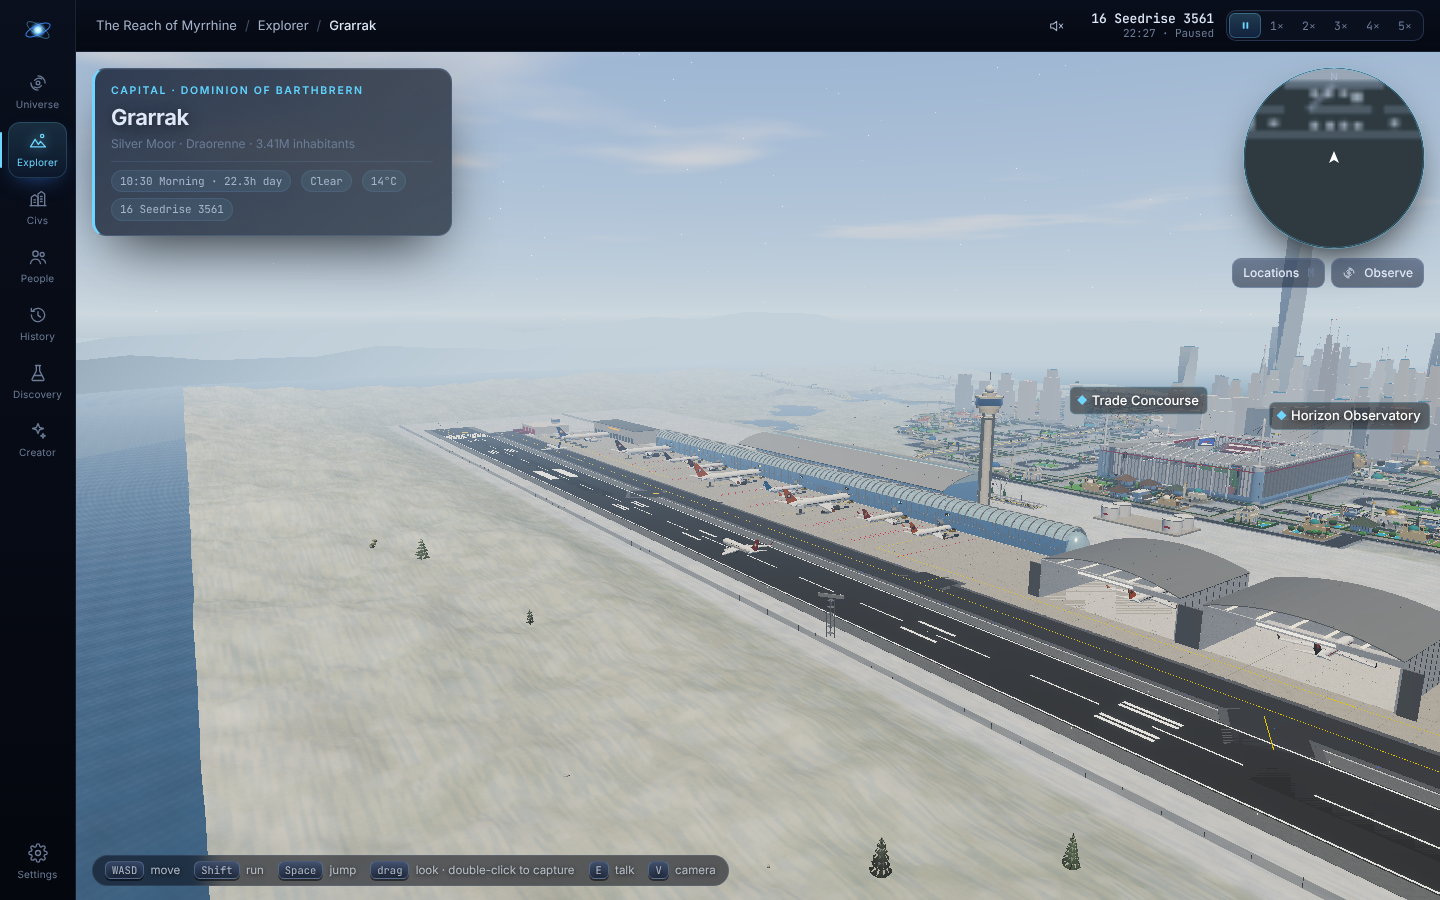 The Reach of Myrrhine / Explorer / Grarrak
16 Seedrise 3561
22:27 · Paused
1× 2× 3× 4× 5×
Universe
Explorer
Civs
People
History
Discovery
Creator
Settings
CAPITAL · DOMINION OF BARTHBRERN
Grarrak
Silver Moor · Draorenne · 3.41M inhabitants
10:30 Morning · 22.3h day
Clear
14°C
16 Seedrise 3561
N
Locations
Observe
Trade Concourse
Horizon Observatory
WASD move Shift run Space jump drag look · double-click to capture E talk V camera